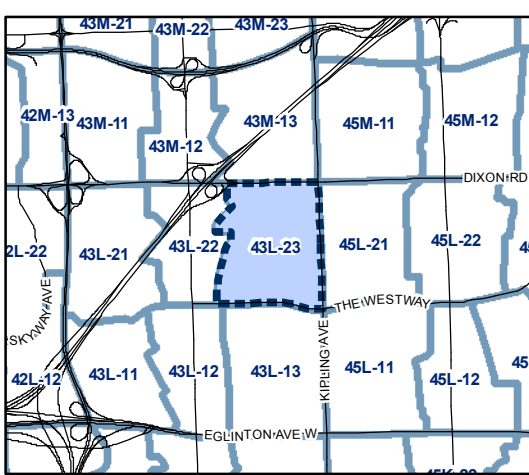 43M-21 43M-22 43M-23
42M-13 43M-11 43M-12 43M-13 45M-11 45M-12
DIXON RD
2L-22 43L-21 43L-22 43L-23 45L-21 45L-22 45
SKYWAY AVE
THE WESTWAY
KIPLING AVE
42L-12 43L-11 43L-12 43L-13 45L-11 45L-12 45
EGLINTON AVE W